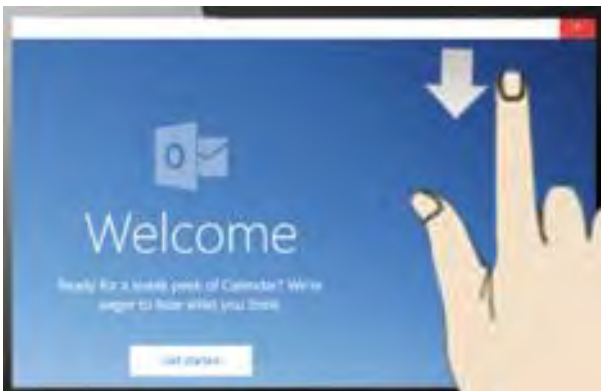 O
Welcome
Ready for a sneak peek of Calendar? We're
eager to hear what you think.
Get started